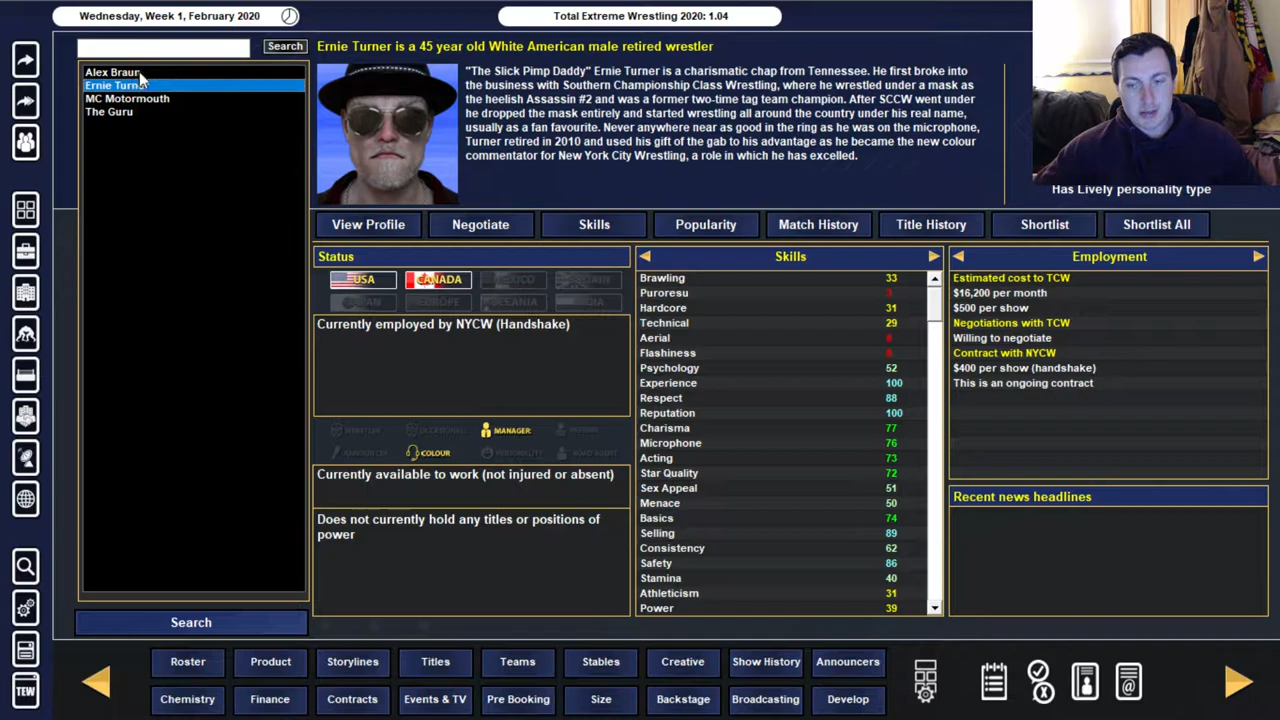 Wednesday, Week 1, February 2020
Total Extreme Wrestling 2020: 1.04
Search
Ernie Turner is a 45 year old White American male retired wrestler
Alex Braun
Ernie Turner
MC Motormouth
The Guru
"The Slick Pimp Daddy" Ernie Turner is a charismatic chap from Tennessee. He first broke into
the business with Southern Championship Class Wrestling, where he wrestled under a mask as
the heelish Assassin #2 and was a former two-time tag team champion. After SCCW went under
he dropped the mask entirely and started wrestling all around the country under his real name,
usually as a fan favourite. Never anywhere near as good in the ring as he was on the microphone,
Turner retired in 2010 and used his gift of the gab to his advantage as he became the new colour
commentator for New York City Wrestling, a role in which he has excelled.
Has Lively personality type
View Profile
Negotiate
Skills
Popularity
Match History
Title History
Shortlist
Shortlist All
Status
USA
CANADA
MEXICO
BRITAIN
JAPAN
EUROPE
OCEANIA
INDIA
Currently employed by NYCW (Handshake)
WRESTLER
OCCASIONAL
MANAGER
REFEREE
ANNOUNCER
COLOUR
PERSONALITY
ROAD AGENT
Currently available to work (not injured or absent)
Does not currently hold any titles or positions of
power
Skills
Brawling 33
Puroresu 3
Hardcore 31
Technical 29
Aerial
Flashiness
Psychology 52
Experience 100
Respect 88
Reputation 100
Charisma 77
Microphone 76
Acting 73
Star Quality 72
Sex Appeal 51
Menace 50
Basics 74
Selling 89
Consistency 62
Safety 86
Stamina 40
Athleticism 31
Power 39
Employment
Estimated cost to TCW
$16,200 per month
$500 per show
Negotiations with TCW
Willing to negotiate
Contract with NYCW
$400 per show (handshake)
This is an ongoing contract
Recent news headlines
Search
Roster
Product
Storylines
Titles
Teams
Stables
Creative
Show History
Announcers
Chemistry
Finance
Contracts
Events & TV
Pre Booking
Size
Backstage
Broadcasting
Develop
TEW